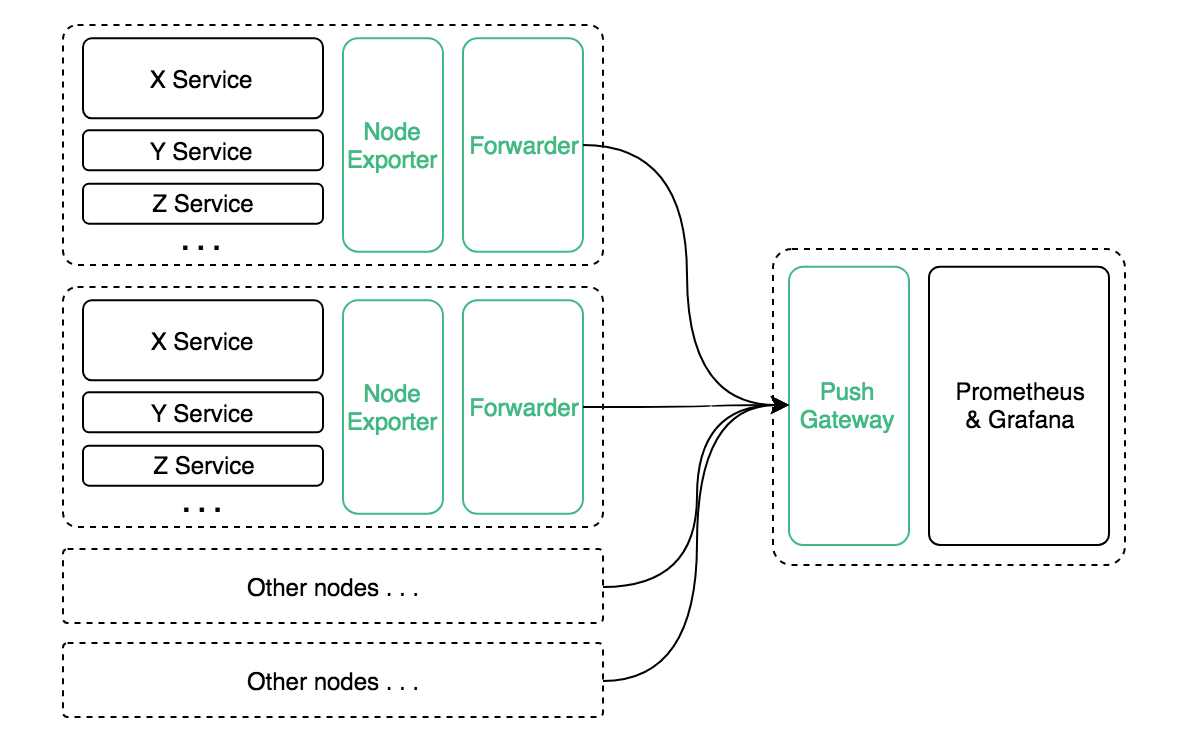 X Service
Y Service
Z Service
. . .
Node
Exporter
Forwarder
X Service
Y Service
Z Service
. . .
Node
Exporter
Forwarder
Other nodes . . .
Other nodes . . .
Push
Gateway
Prometheus
& Grafana